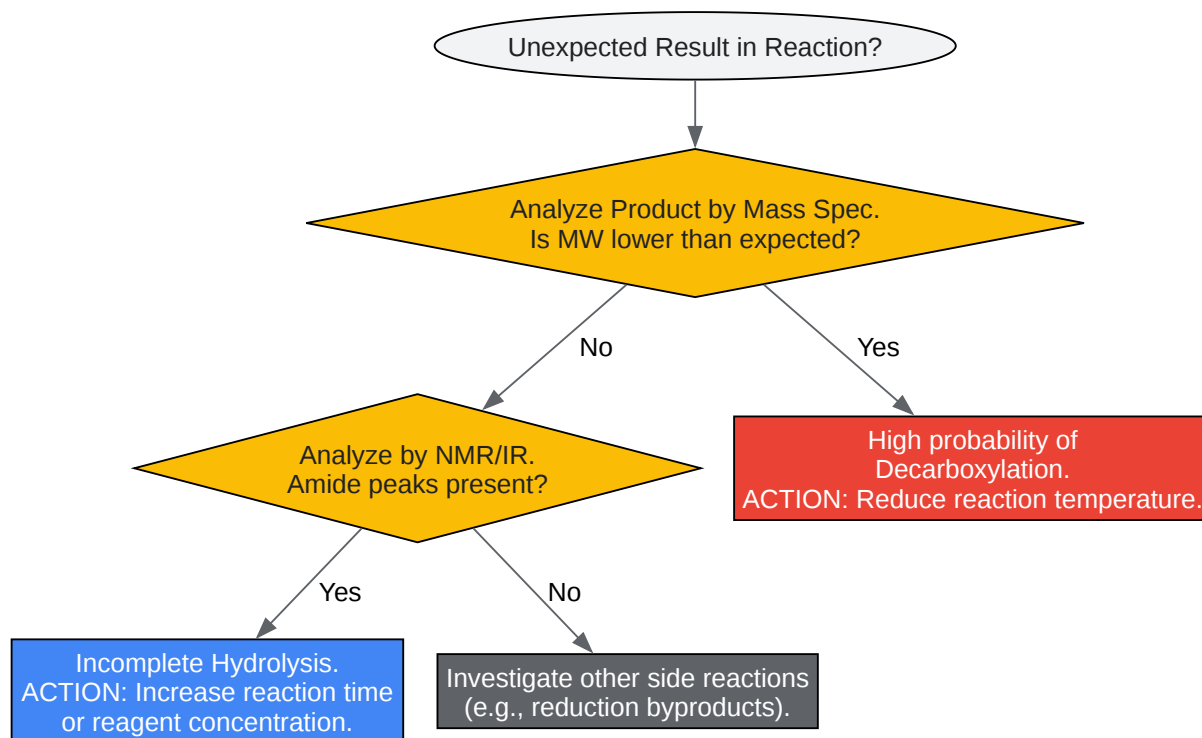 Unexpected Result in Reaction?
Analyze Product by Mass Spec.
Is MW lower than expected?
No
Yes
Analyze by NMR/IR.
Amide peaks present?
High probability of
Decarboxylation.
ACTION: Reduce reaction temperature.
Yes
No
Incomplete Hydrolysis.
ACTION: Increase reaction time
or reagent concentration.
Investigate other side reactions
(e.g., reduction byproducts).